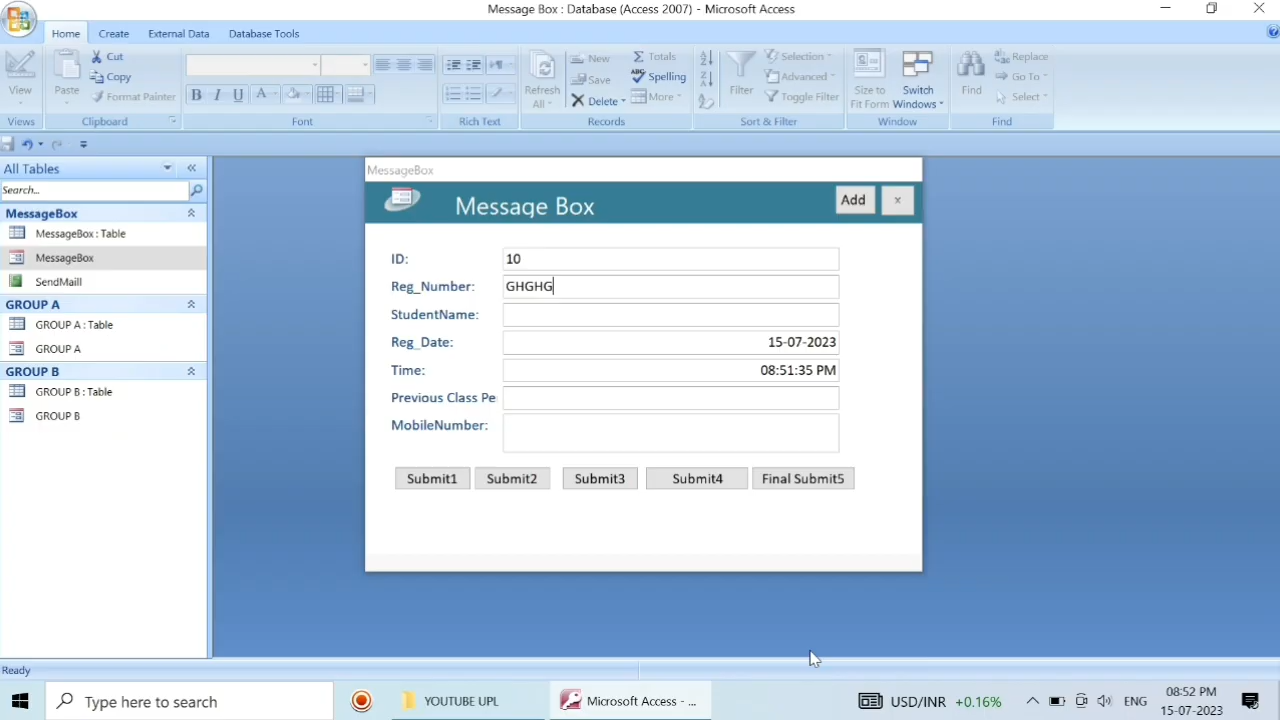 Message Box : Database (Access 2007) - Microsoft Access
Home Create External Data Database Tools
View
Views
Paste
Cut
Copy
Format Painter
Clipboard
B I U A
Font
Rich Text
Refresh All
New
Save
Delete
Totals
Spelling
More
Records
Filter
Selection
Advanced
Toggle Filter
Sort & Filter
Size to Fit Form
Switch Windows
Window
Find
Replace
Go To
Select
Find
All Tables
Search...
MessageBox
MessageBox : Table
MessageBox
SendMaill
GROUP A
GROUP A : Table
GROUP A
GROUP B
GROUP B : Table
GROUP B
MessageBox
Message Box
Add ×
ID: 10
Reg_Number: GHGHG
StudentName:
Reg_Date: 15-07-2023
Time: 08:51:35 PM
Previous Class Pe
MobileNumber:
Submit1 Submit2 Submit3 Submit4 Final Submit5
Ready
Type here to search
YOUTUBE UPL
Microsoft Access - ...
USD/INR +0.16%
ENG
08:52 PM
15-07-2023